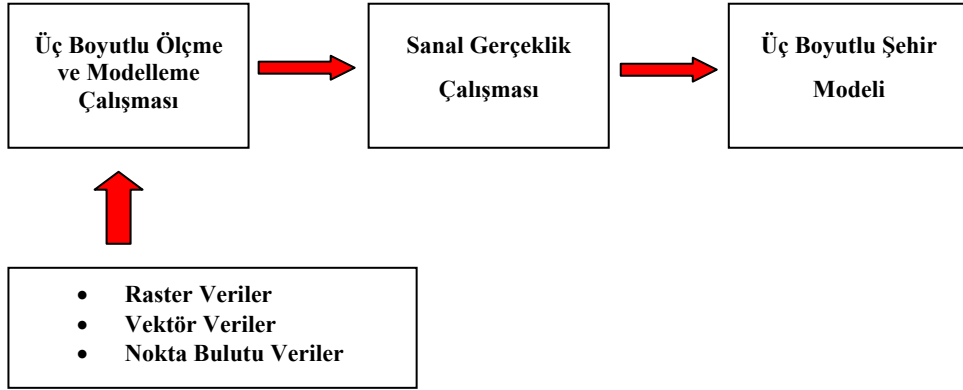 Üç Boyutlu Ölçme
ve Modelleme
Çalışması
Sanal Gerçeklik
Çalışması
Üç Boyutlu Şehir
Modeli
• Raster Veriler
• Vektör Veriler
• Nokta Bulutu Veriler